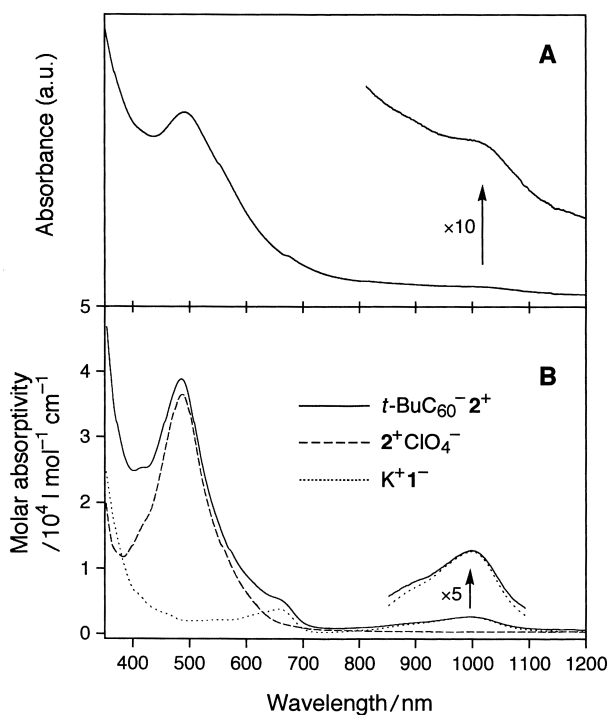 A
Absorbance (a.u.)
×10
5
B
4
3
2
1
0
Molar absorptivity
/10⁴ l mol⁻¹ cm⁻¹
t-BuC₆₀⁻ 2⁺
2⁺ClO₄⁻
K⁺1⁻
×5
400 500 600 700 800 900 1000 1100 1200
Wavelength/nm